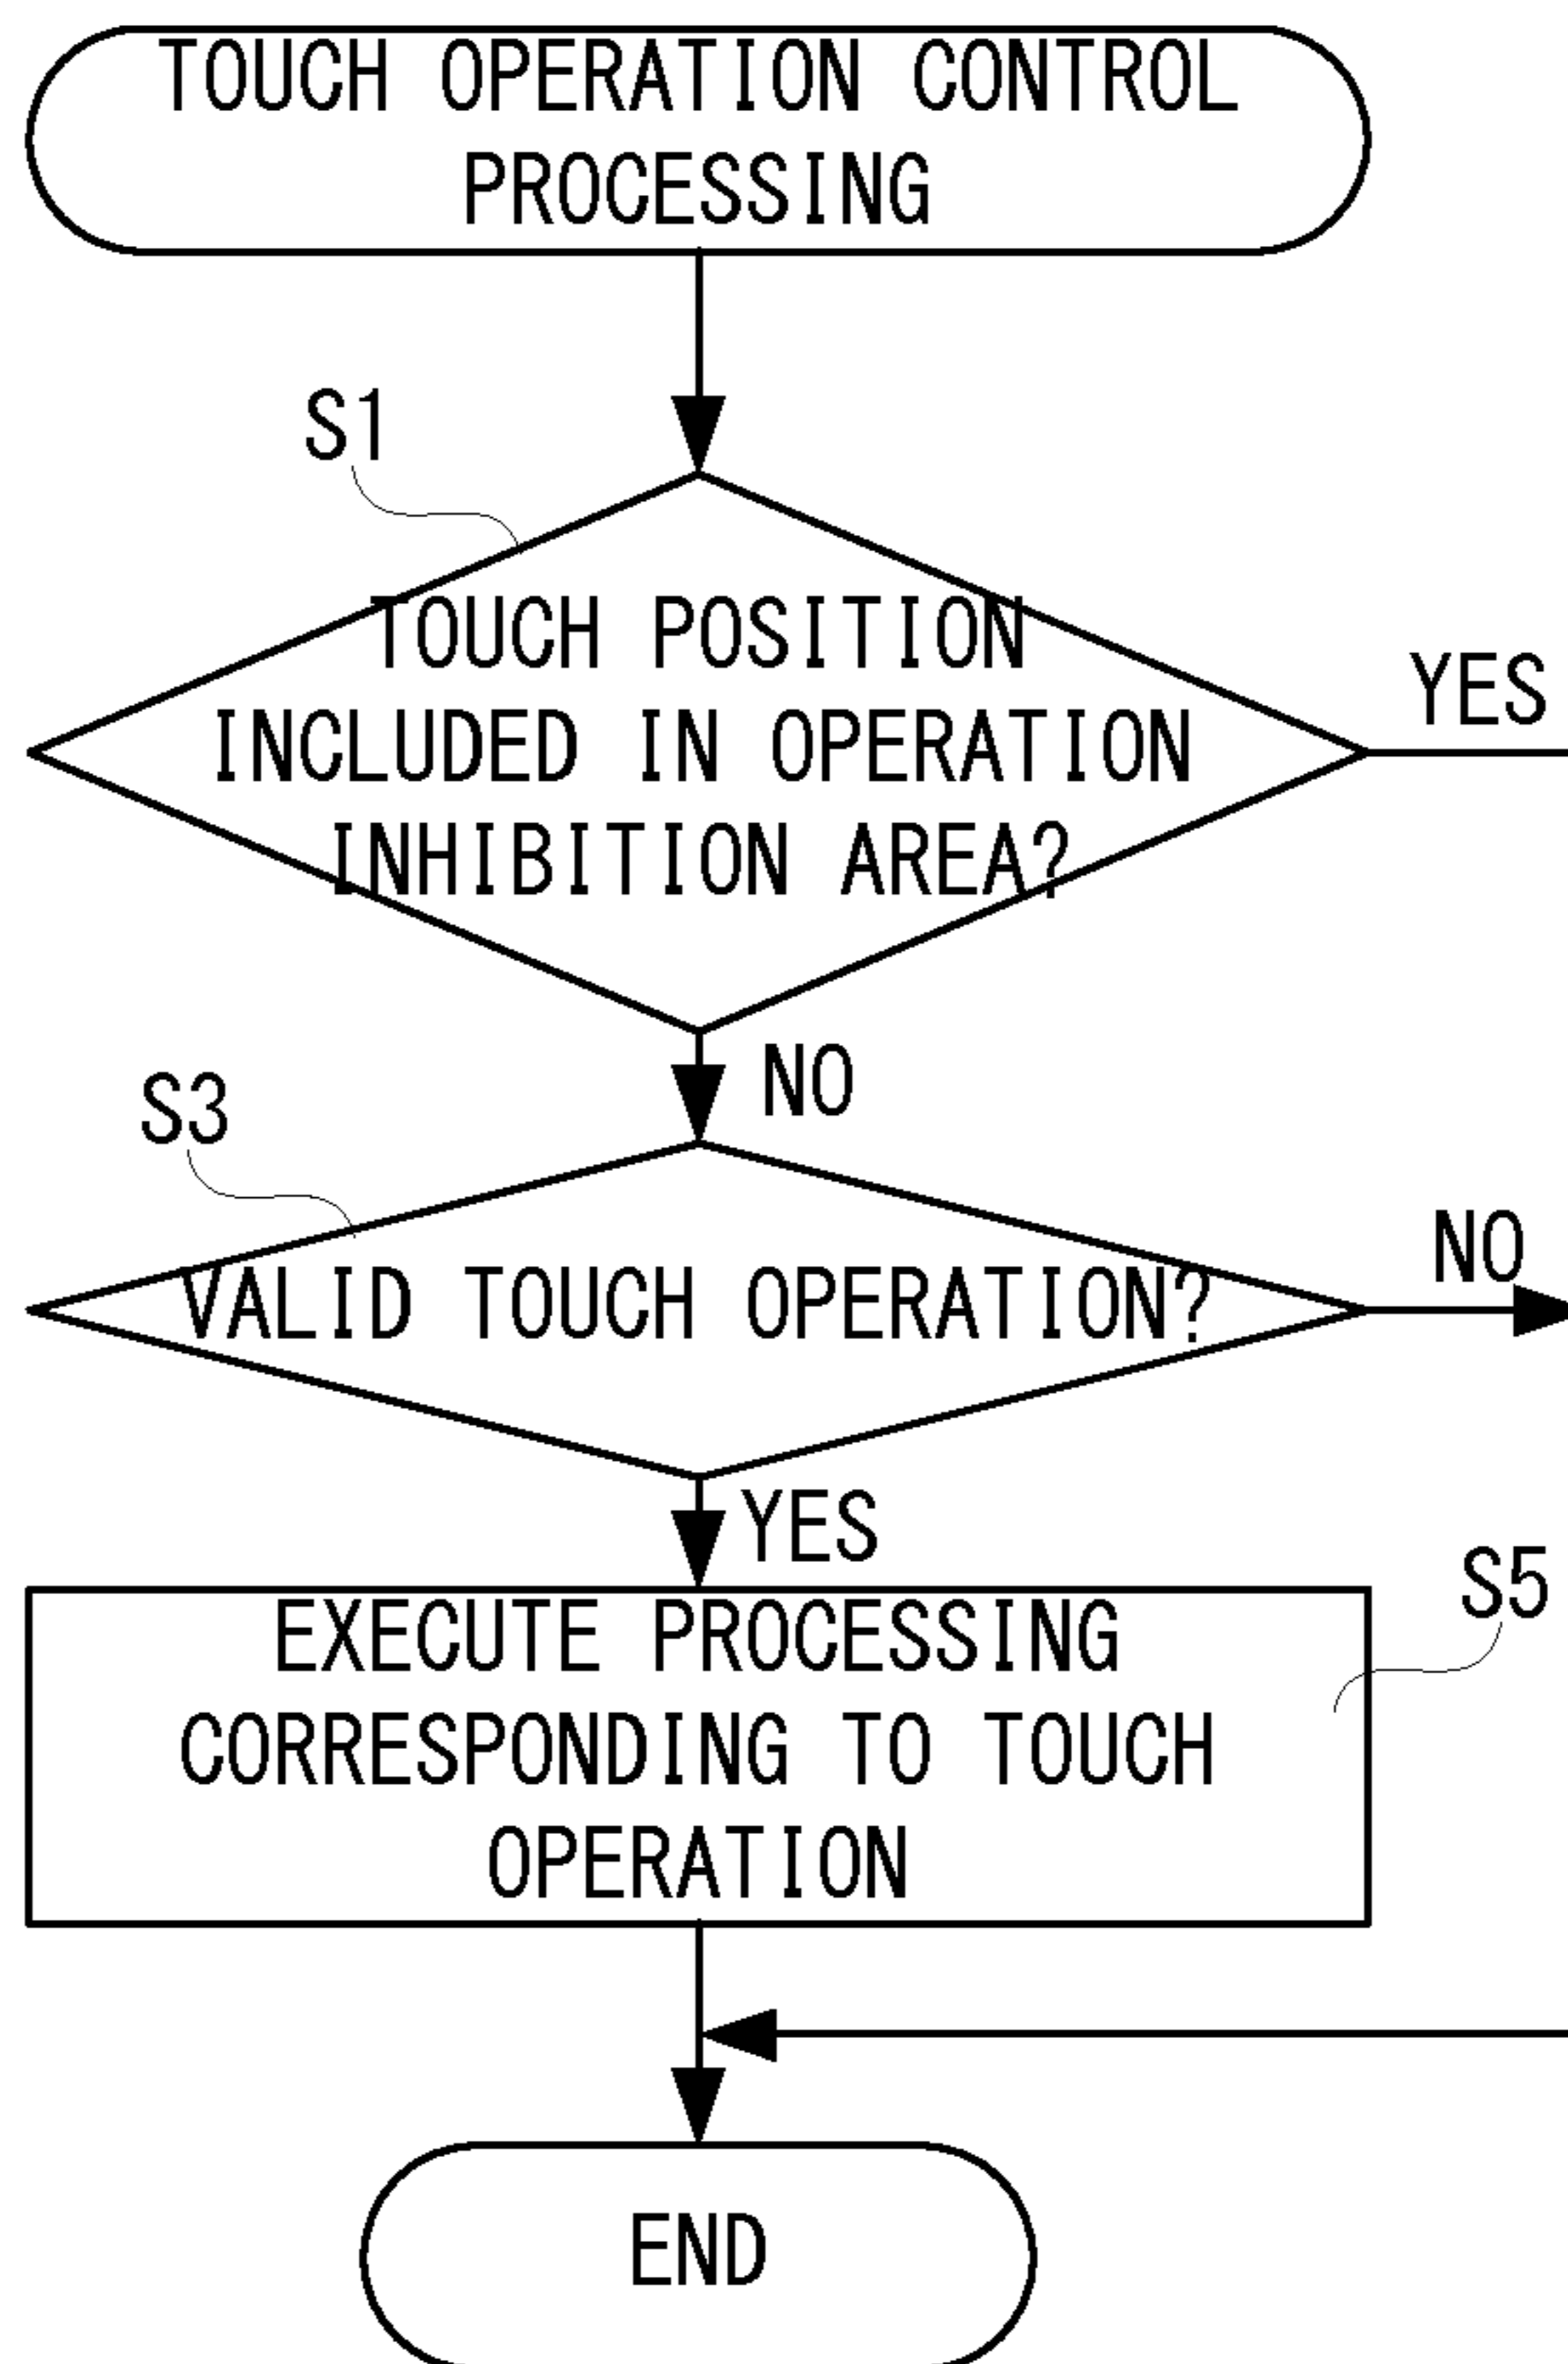 TOUCH OPERATION CONTROL
PROCESSING
S1
TOUCH POSITION
INCLUDED IN OPERATION
INHIBITION AREA?
YES
NO
S3
VALID TOUCH OPERATION?
NO
YES
S5
EXECUTE PROCESSING
CORRESPONDING TO TOUCH
OPERATION
END